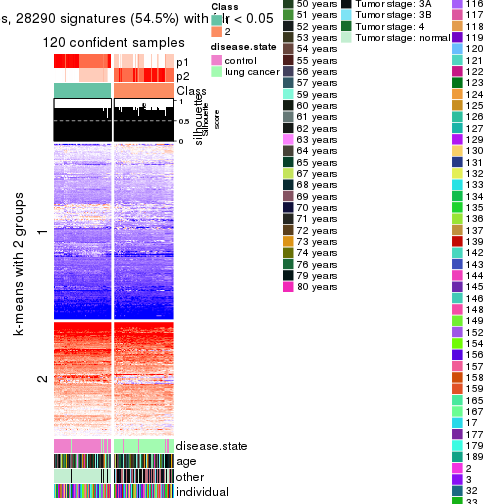 s, 28290 signatures (54.5%) with fdr < 0.05
120 confident samples
p1
p2
Class
1
0.5
0
silhouette
Silhouette
score
k-means with 2 groups
1
2
disease.state
age
other
individual
Class
1
2
disease.state
control
lung cancer
50 years
51 years
52 years
53 years
54 years
55 years
56 years
57 years
59 years
60 years
61 years
62 years
63 years
64 years
65 years
67 years
68 years
69 years
70 years
71 years
72 years
73 years
74 years
76 years
79 years
80 years
Tumor stage: 3A
Tumor stage: 3B
Tumor stage: 4
Tumor stage: normal
116
117
118
119
120
121
122
123
124
125
126
127
129
130
131
132
133
134
135
136
137
139
142
143
144
145
146
148
149
152
154
156
157
158
159
165
167
17
177
179
189
2
3
32
33